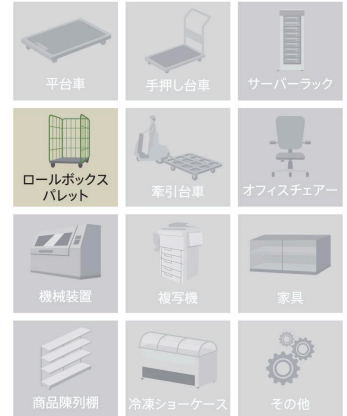 平台車
手押し台車
サーバーラック
ロールボックス
パレット
牽引台車
オフィスチェアー
機械装置
複写機
家具
商品陳列棚
冷凍ショーケース
その他